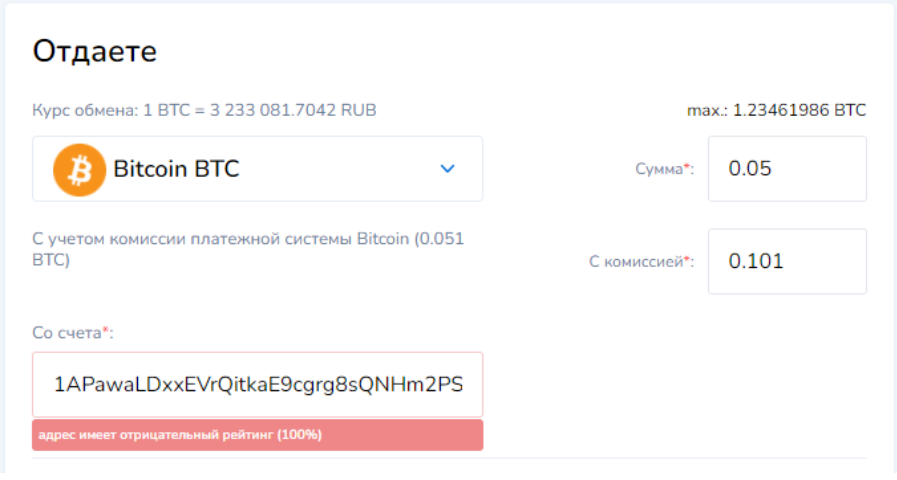 Отдаете
Курс обмена: 1 BTC = 3 233 081.7042 RUB
max.: 1.23461986 BTC
Bitcoin BTC
Сумма*:
0.05
С учетом комиссии платежной системы Bitcoin (0.051
BTC)
С комиссией*:
0.101
Со счета*:
1APawaLDxxEVrQitkaE9cgrg8sQNHm2PS
адрес имеет отрицательный рейтинг (100%)